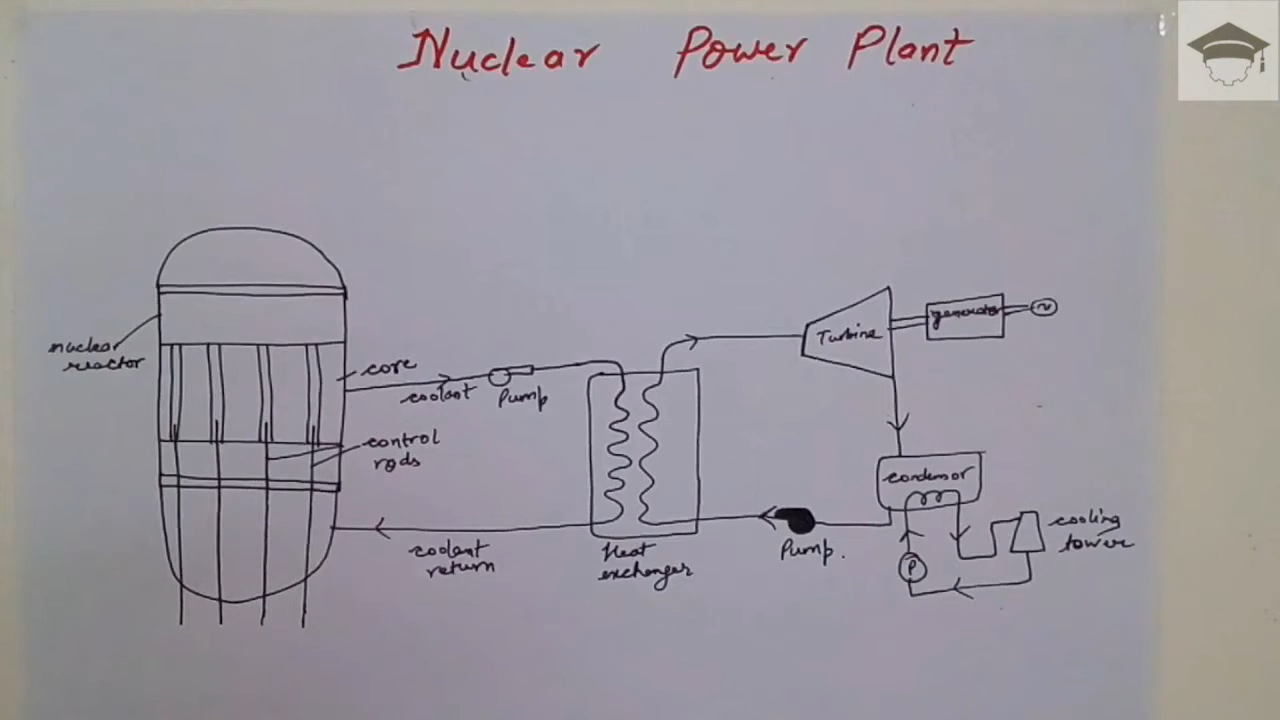 Nuclear Power Plant
nuclear
reactor
core
coolant
Pump
control
rods
coolant
return
Heat
exchanger
Turbine
generator
~
condensor
Pump.
P
cooling
tower